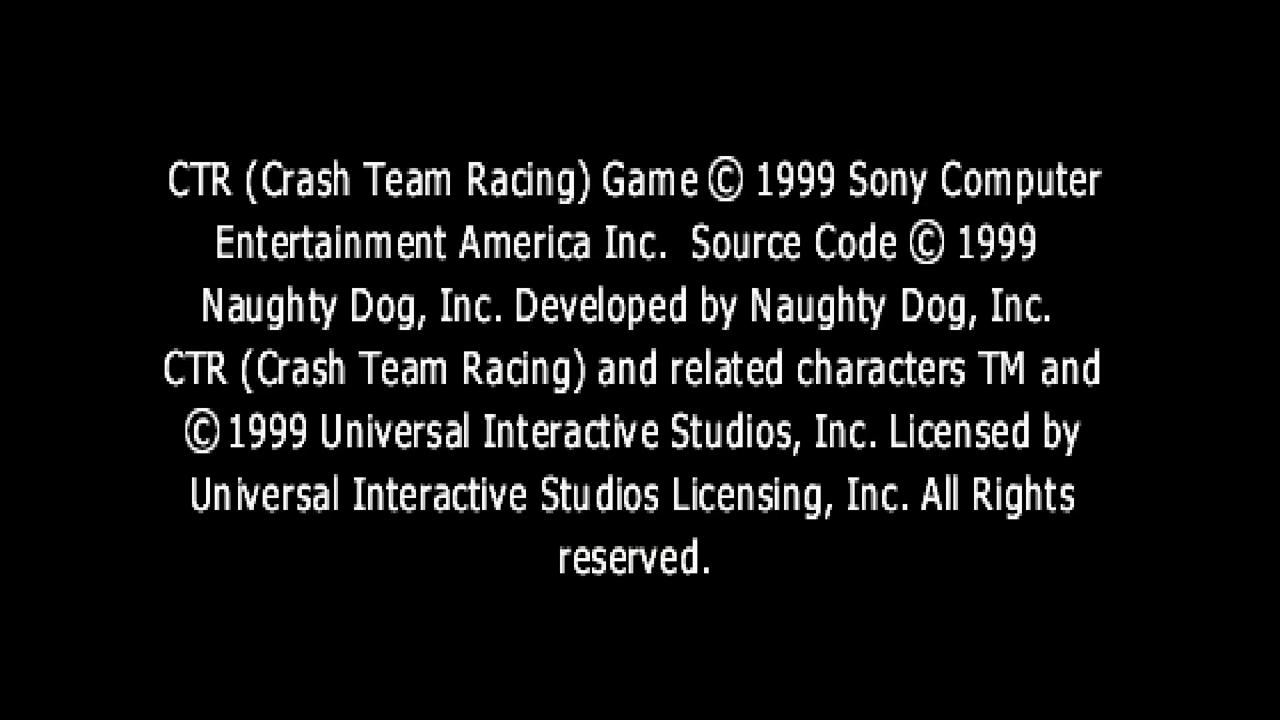 CTR (Crash Team Racing) Game © 1999 Sony Computer
Entertainment America Inc.  Source Code © 1999
Naughty Dog, Inc. Developed by Naughty Dog, Inc.
CTR (Crash Team Racing) and related characters TM and
© 1999 Universal Interactive Studios, Inc. Licensed by
Universal Interactive Studios Licensing, Inc. All Rights
reserved.